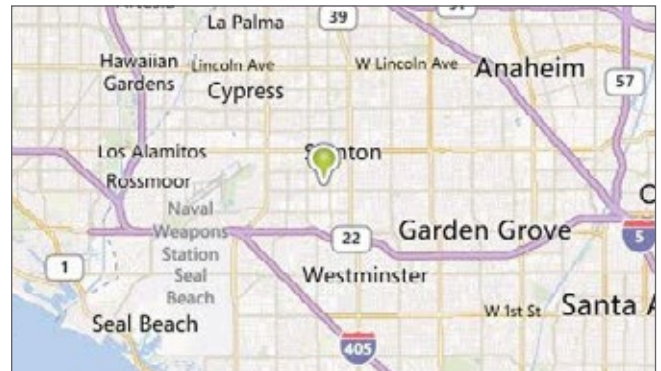 La Palma
39
Hawaiian
Gardens
Lincoln Ave
W Lincoln Ave
Anaheim
57
Cypress
Los Alamitos
Rossmoor
Naval
Weapons
Station
Seal
Beach
22
Garden Grove
5
1
Westminster
W 1st St
Santa A
Seal Beach
405